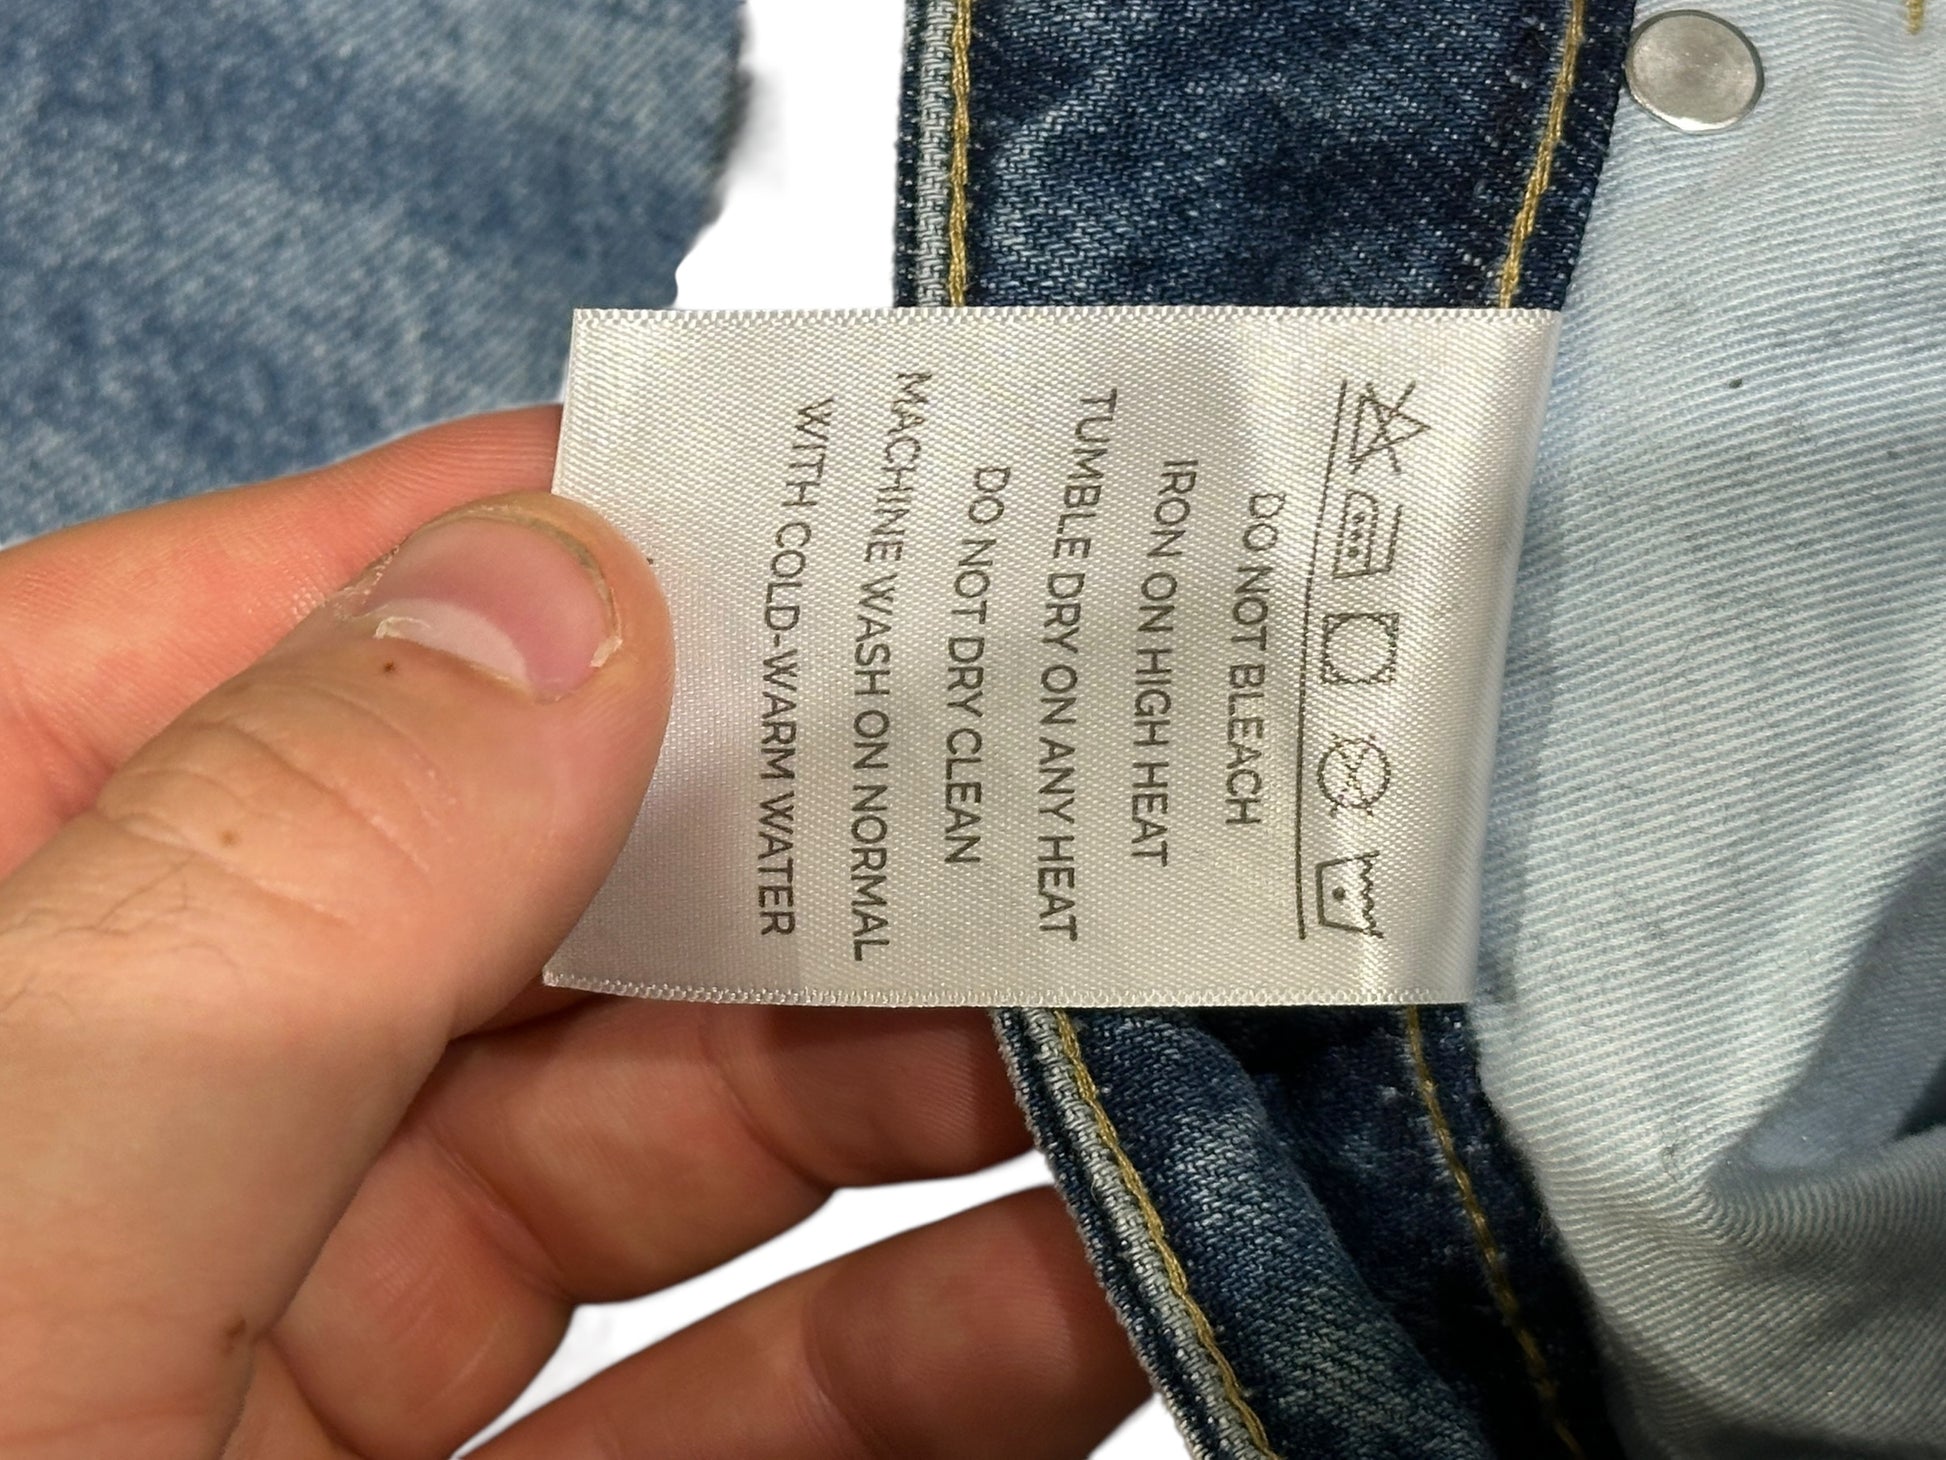 DO NOT BLEACH
IRON ON HIGH HEAT
TUMBLE DRY ON ANY HEAT
DO NOT DRY CLEAN
MACHINE WASH ON NORMAL
WITH COLD-WARM WATER